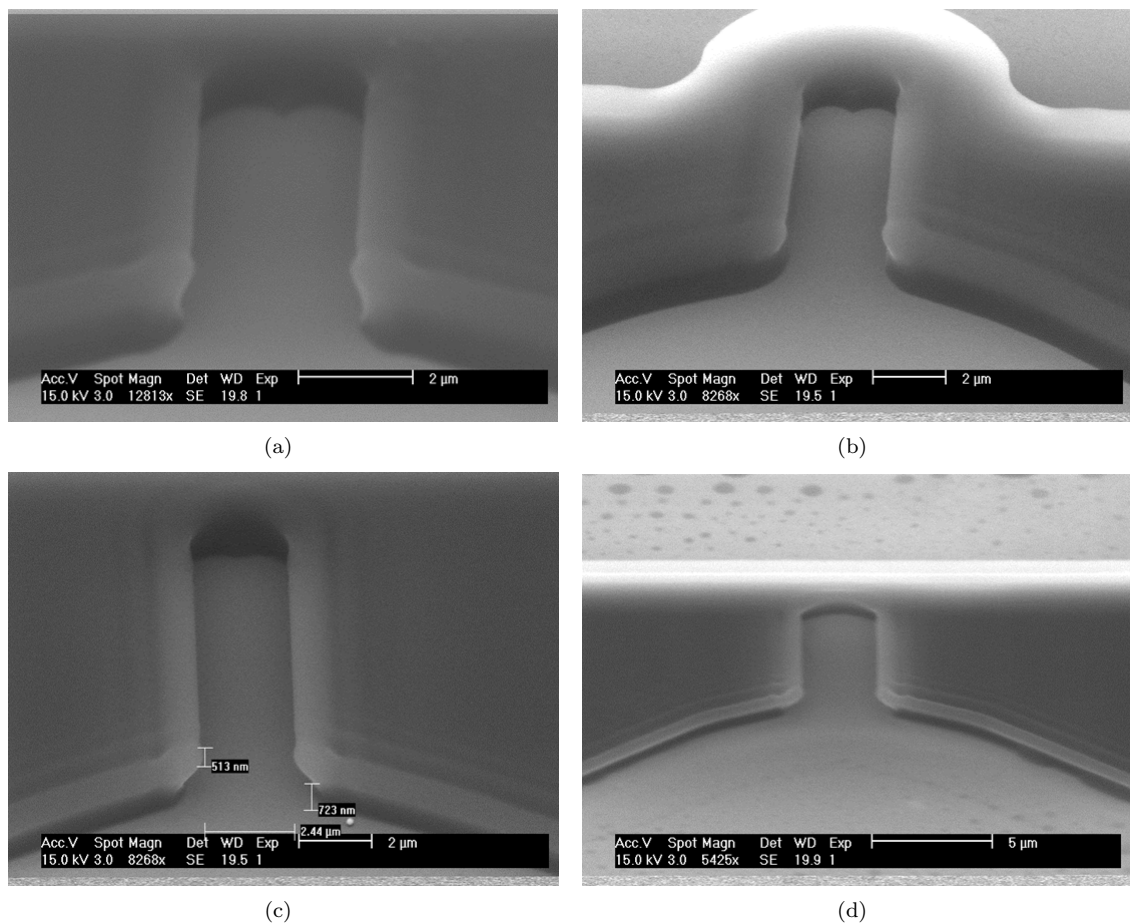 Acc.V Spot Magn Det WD Exp 2 µm
15.0 kV 3.0 12813x SE 19.8 1
(a)
Acc.V Spot Magn Det WD Exp 2 µm
15.0 kV 3.0 8268x SE 19.5 1
(b)
513 nm
723 nm
2.44 µm
Acc.V Spot Magn Det WD Exp 2 µm
15.0 kV 3.0 8268x SE 19.5 1
(c)
Acc.V Spot Magn Det WD Exp 5 µm
15.0 kV 3.0 5425x SE 19.9 1
(d)